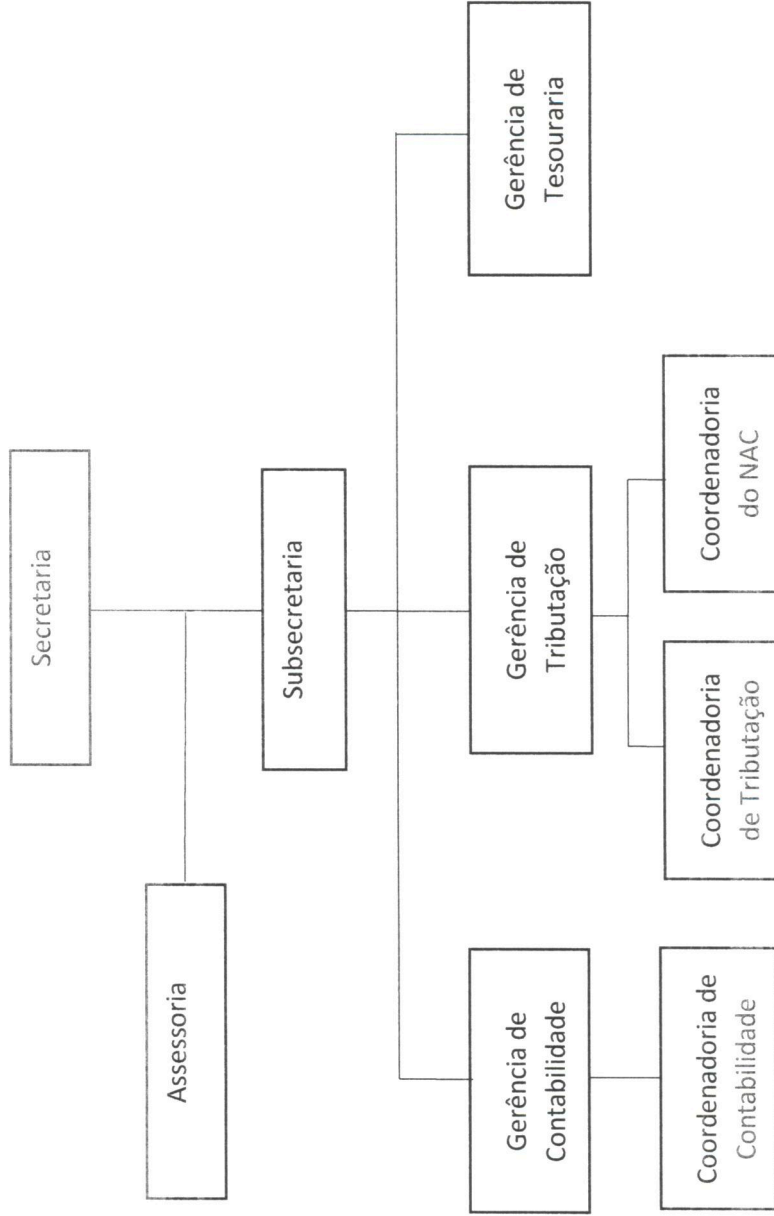 Secretaria
Assessoria
Subsecretaria
Gerência de
Contabilidade
Gerência de
Tributação
Gerência de
Tesouraria
Coordenadoria de
Contabilidade
Coordenadoria
de Tributação
Coordenadoria
do NAC